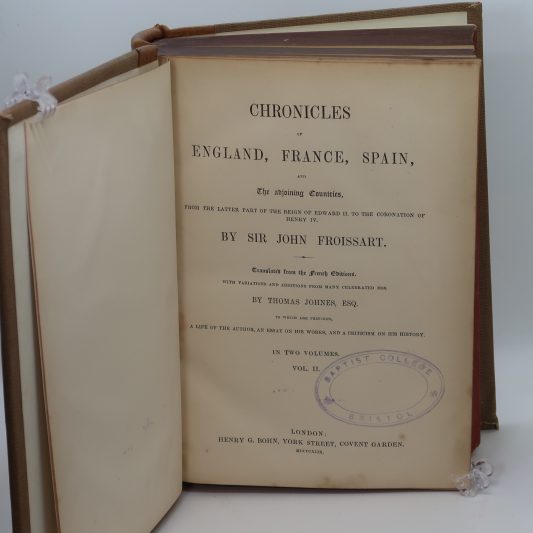 CHRONICLES
OF
ENGLAND, FRANCE, SPAIN,
AND
The adjoining Countries,
FROM THE LATTER PART OF THE REIGN OF EDWARD II. TO THE CORONATION OF
HENRY IV.
BY SIR JOHN FROISSART.
Translated from the French Editions,
WITH VARIATIONS AND ADDITIONS FROM MANY CELEBRATED MSS.
BY THOMAS JOHNES, ESQ.
TO WHICH ARE PREFIXED,
A LIFE OF THE AUTHOR, AN ESSAY ON HIS WORKS, AND A CRITICISM ON HIS HISTORY.
IN TWO VOLUMES.
VOL. II.
BAPTIST COLLEGE
BRISTOL
LONDON:
HENRY G. BOHN, YORK STREET, COVENT GARDEN.